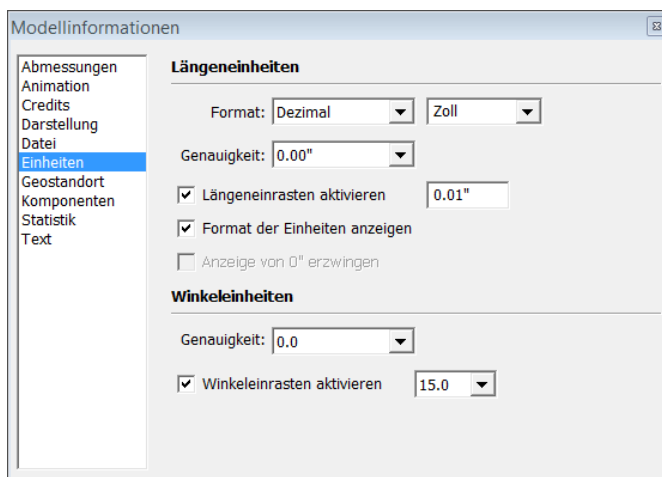 Modellinformationen
Abmessungen
Animation
Credits
Darstellung
Datei
Einheiten
Geostandort
Komponenten
Statistik
Text
Längeneinheiten
Format: Dezimal Zoll
Genauigkeit: 0.00"
Längeneinrasten aktivieren 0.01"
Format der Einheiten anzeigen
Anzeige von 0" erzwingen
Winkeleinheiten
Genauigkeit: 0.0
Winkeleinrasten aktivieren 15.0